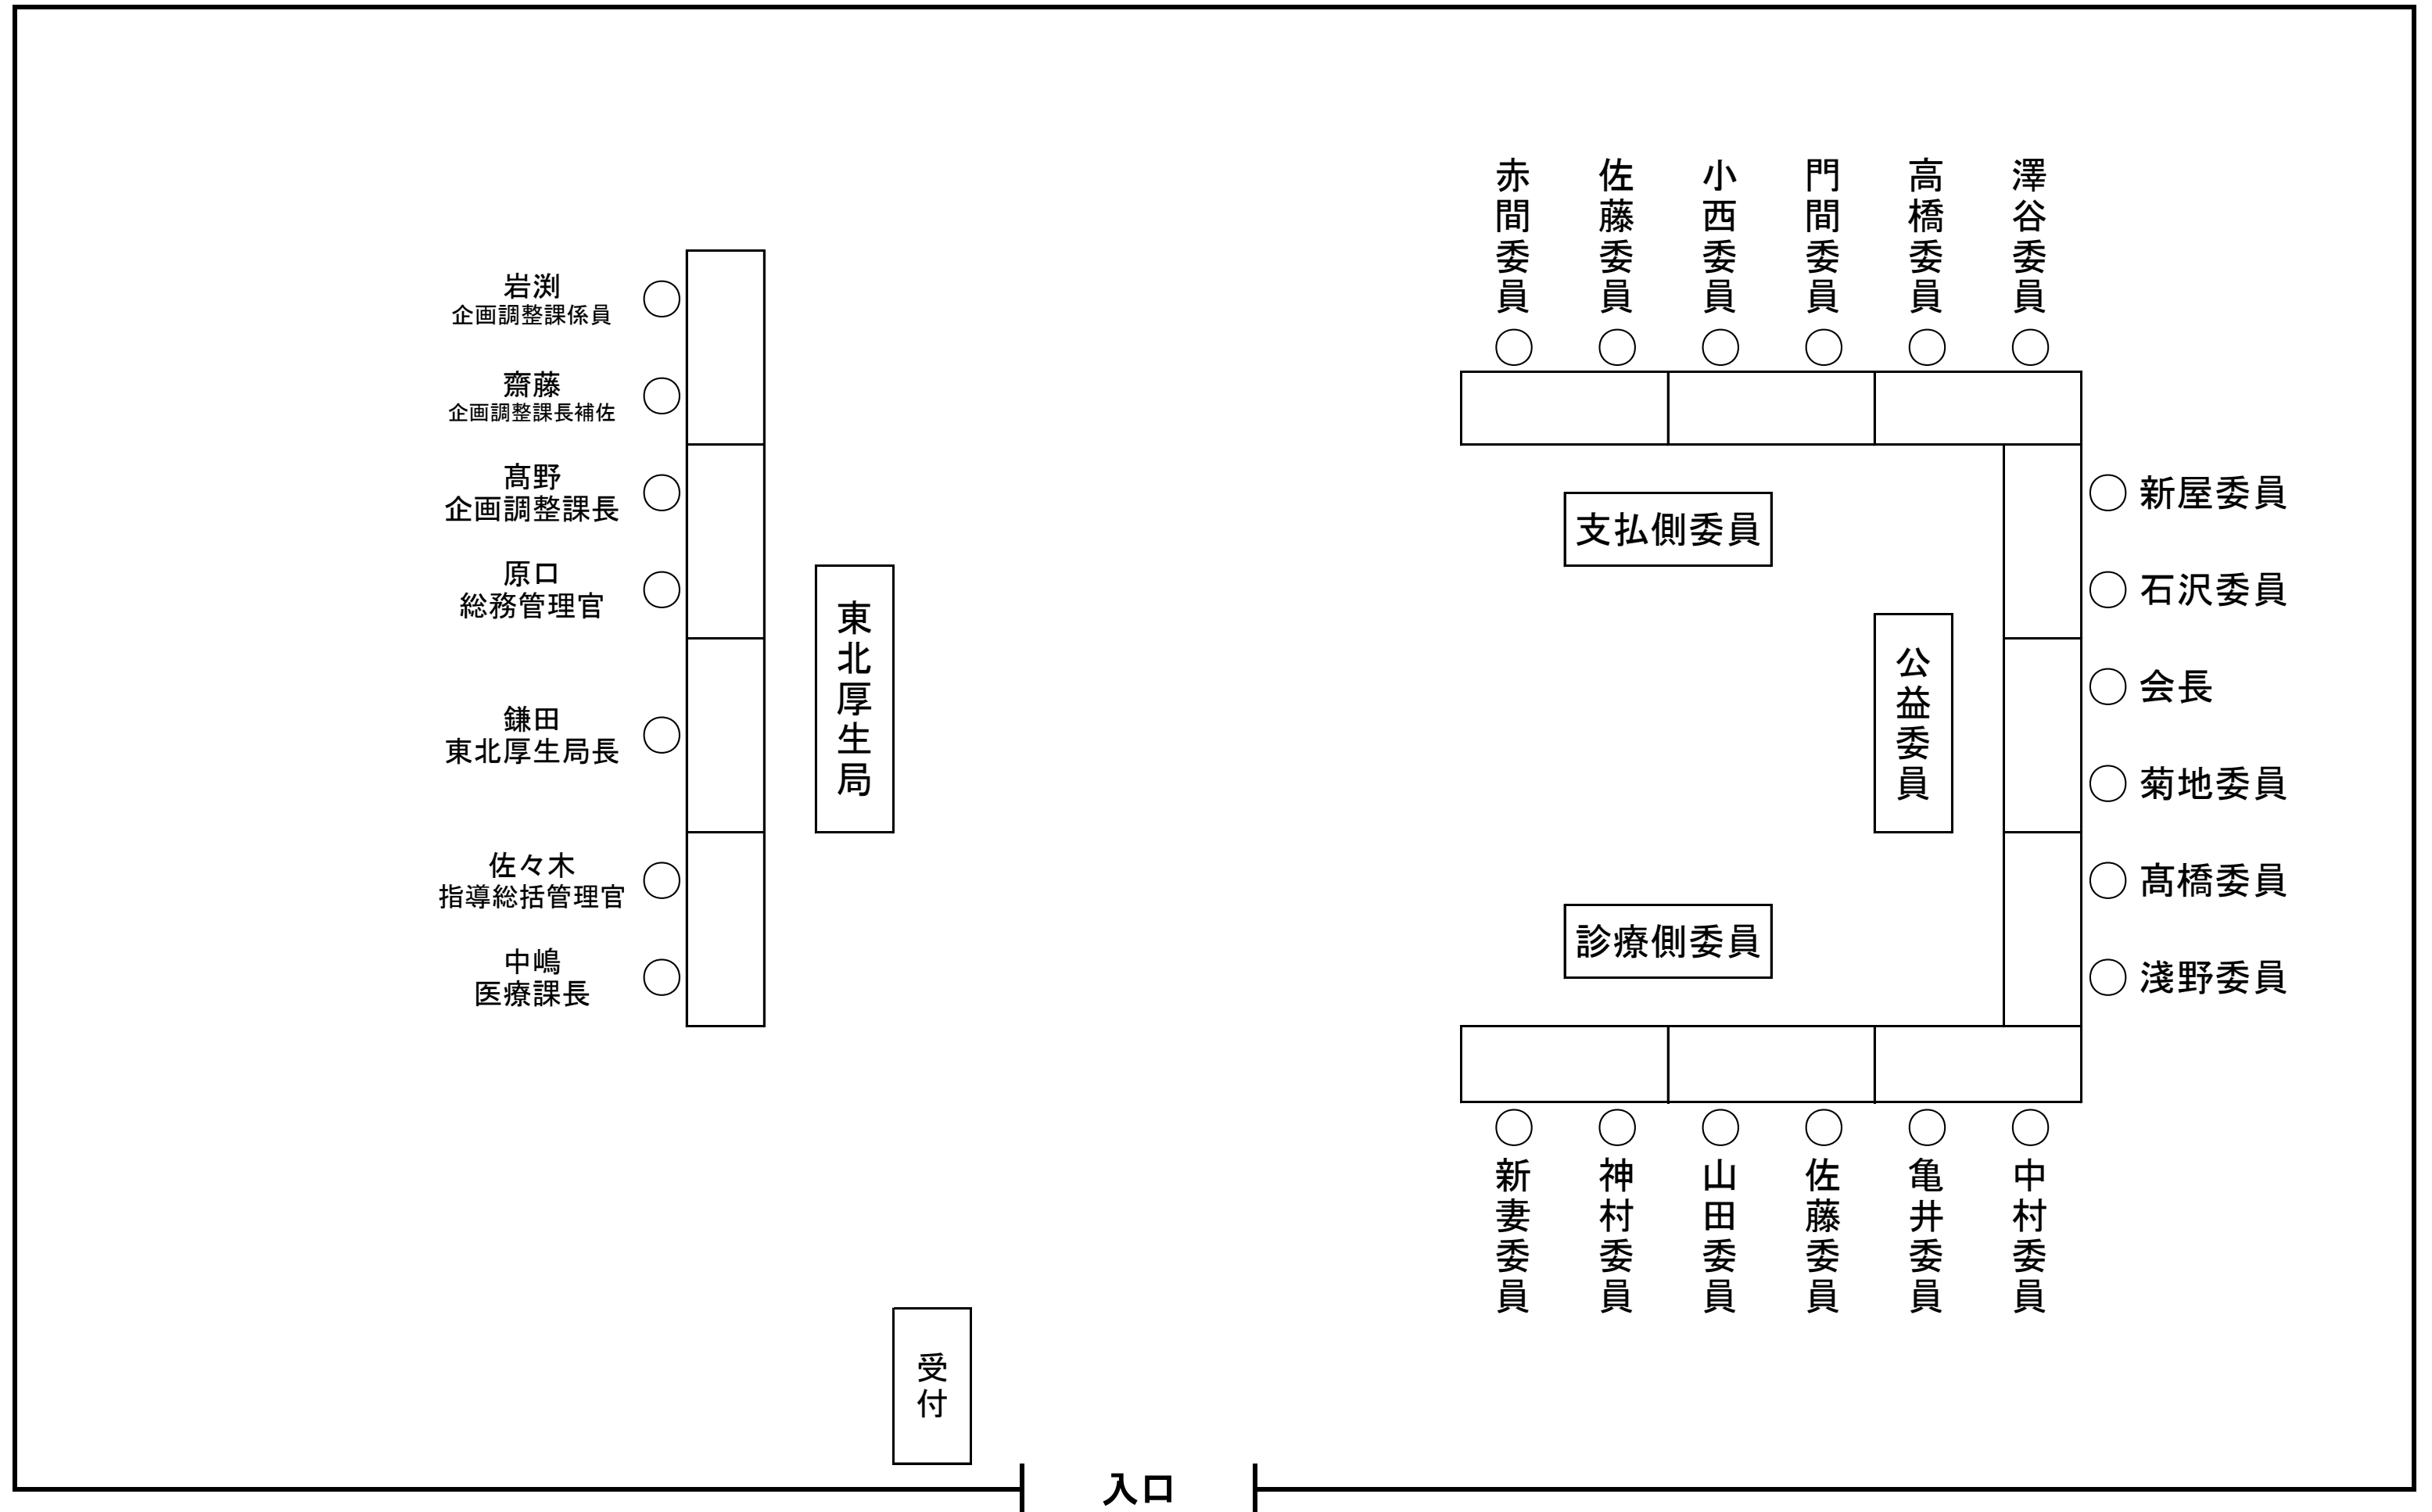 赤間委員
佐藤委員
小西委員
門間委員
高橋委員
澤谷委員
岩渕
企画調整課係員
齋藤
企画調整課長補佐
髙野
企画調整課長
原口
総務管理官
鎌田
東北厚生局長
佐々木
指導総括管理官
中嶋
医療課長
東北厚生局
支払側委員
公益委員
診療側委員
新屋委員
石沢委員
会長
菊地委員
髙橋委員
淺野委員
新妻委員
神村委員
山田委員
佐藤委員
亀井委員
中村委員
受付
入口